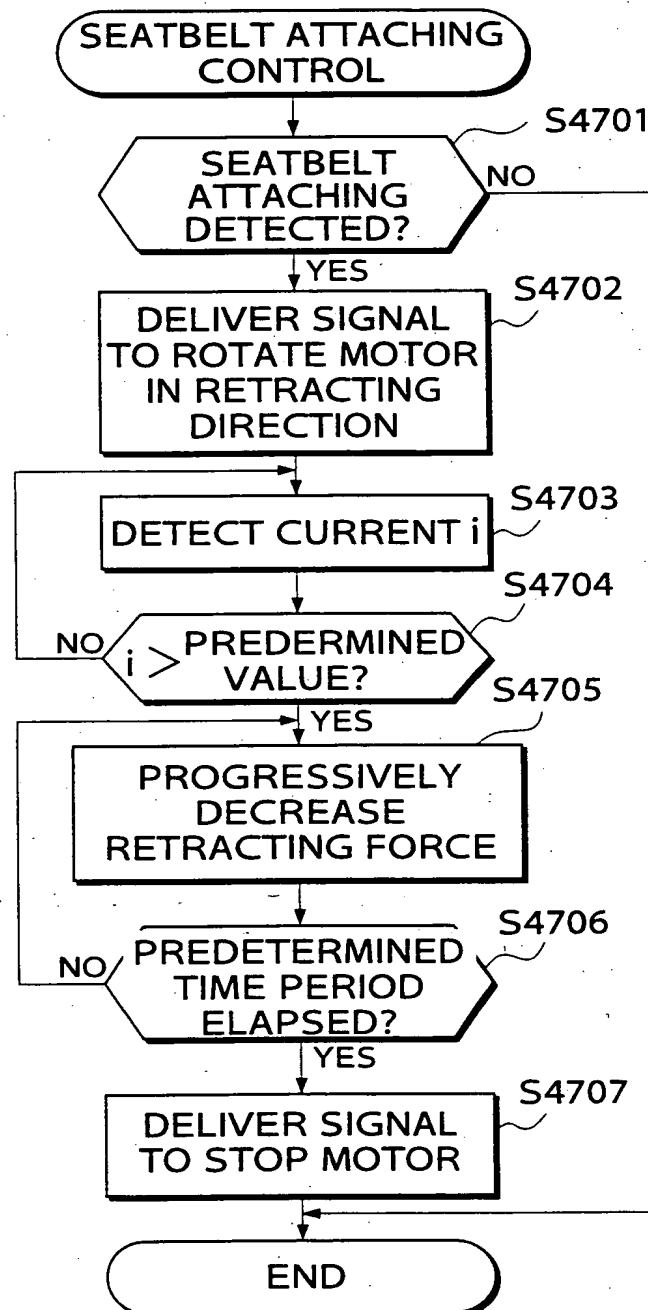 SEATBELT ATTACHING
CONTROL
S4701
SEATBELT
ATTACHING
DETECTED?
NO
YES
S4702
DELIVER SIGNAL
TO ROTATE MOTOR
IN RETRACTING
DIRECTION
S4703
DETECT CURRENT i
S4704
NO
i > PREDERMINED
VALUE?
YES
S4705
PROGRESSIVELY
DECREASE
RETRACTING FORCE
S4706
PREDETERMINED
NO
TIME PERIOD
ELAPSED?
YES
S4707
DELIVER SIGNAL
TO STOP MOTOR
END